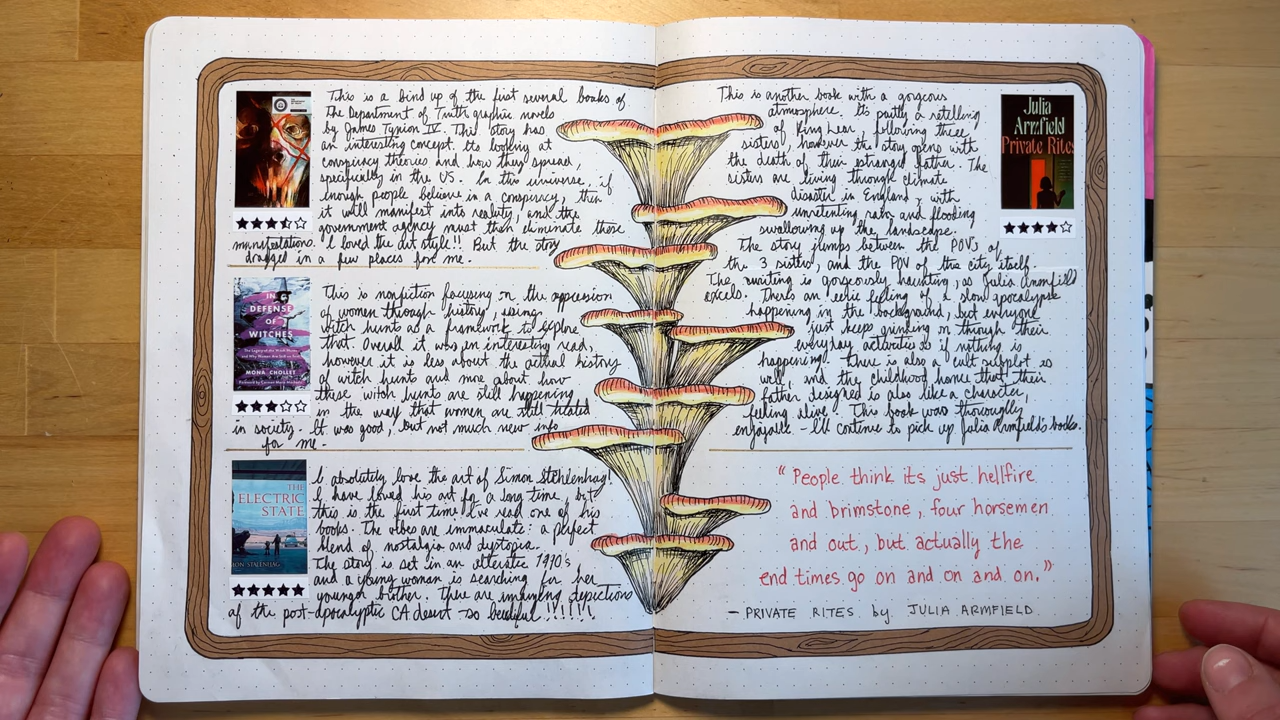 This is a bind up of the first several books of
The Department of Truth graphic novels
by James Tynion IV. This story has
an interesting concept. Its looking at
conspiracy theories and how they spread,
specifically in the US. In this universe, if
enough people believe in a conspiracy, then
it will manifest into reality, and the
government agency must then eliminate these
manifestations. I loved the art style!! But the story
dragged in a few places for me.
IN
DEFENSE
OF
WITCHES
MONA CHOLLET
This is nonfiction focusing on the oppression
of women through history, using
witch hunts as a framework to explore
that. Overall it was an interesting read,
however it is less about the actual history
of witch hunts and more about how
these witch hunts are still happening
in the way that women are still treated
in society. It was good, but not much new info
for me.
THE
ELECTRIC
STATE
SIMON STALENHAG
I absolutely love the art of Simon Stehlenhag!
I have loved his art for a long time, but
this is the first time I've read one of his
books. The vibes are immaculate: a perfect
blend of nostalgia and dystopia.
The story is set in an alternate 1990's
and a young woman is searching for her
younger brother. There are amazing depictions
of the post-apocalyptic CA desert - so beautiful!!!!!!
This is another book with a gorgeous
atmosphere. Its partly a retelling
of King Lear, following three
sisters, however the story opens with
the death of their estranged father. The
sisters are living through climate
disaster in England, with
unrelenting rain and flooding
swallowing up the landscape.
The story jumps between the POV's of
the 3 sisters, and the POV of the city itself.
The writing is gorgeously haunting, as Julia Armfield
excels. There's an eerie feeling of a slow apocalypse
happening in the background, but everyone
just keeps grinding on through their
everyday activities as if nothing is
happening. There is also a cult subplot as
well, and the childhood home that their
father designed is also like a character,
feeling alive. This book was thoroughly
enjoyable - I'll continue to pick up Julia Armfield's books.
Julia
Armfield
Private Rites
"People think its just hellfire
and brimstone, four horsemen
and out, but actually the
end times go on and on and on."
- PRIVATE RITES by JULIA ARMFIELD